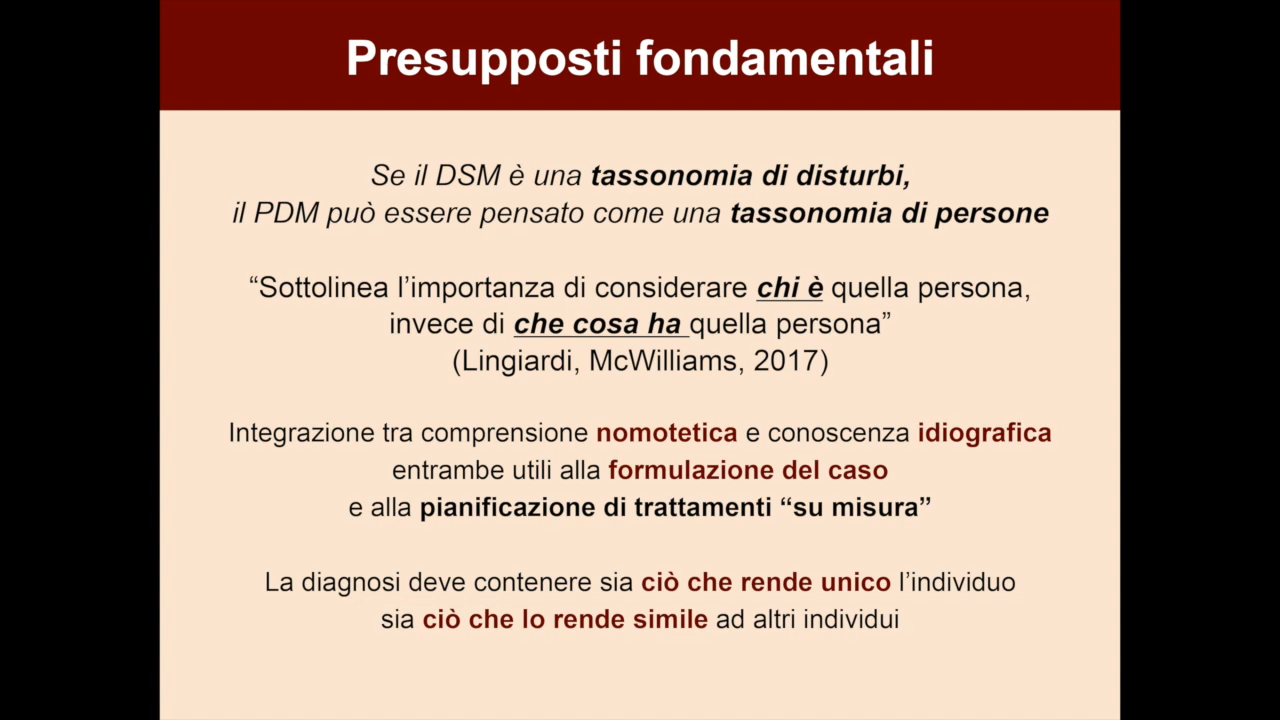 Presupposti fondamentali
Se il DSM è una tassonomia di disturbi,
il PDM può essere pensato come una tassonomia di persone
“Sottolinea l’importanza di considerare chi è quella persona,
invece di che cosa ha quella persona”
(Lingiardi, McWilliams, 2017)
Integrazione tra comprensione nomotetica e conoscenza idiografica
entrambe utili alla formulazione del caso
e alla pianificazione di trattamenti “su misura”
La diagnosi deve contenere sia ciò che rende unico l’individuo
sia ciò che lo rende simile ad altri individui